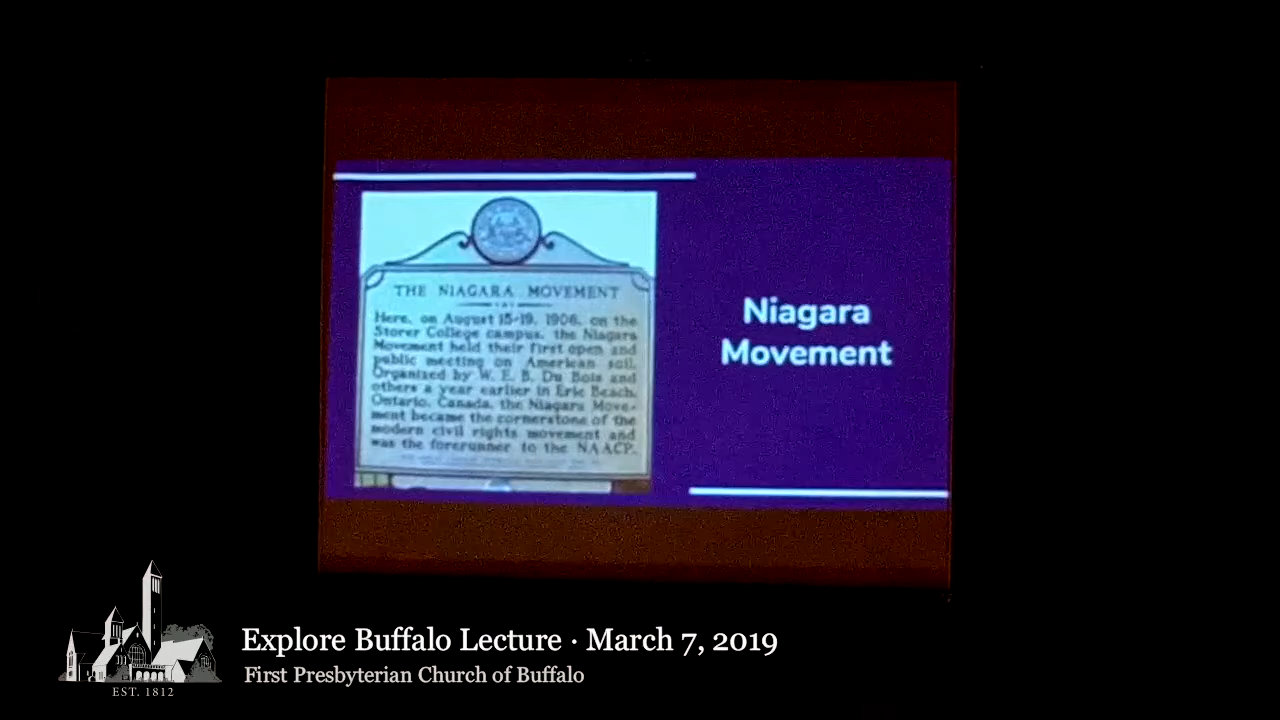 THE NIAGARA MOVEMENT
Here, on August 15-19, 1906, on the
Storer College campus, the Niagara
Movement held their first open and
public meeting on American soil.
Organized by W. E. B. Du Bois and
others a year earlier in Erie Beach,
Ontario, Canada, the Niagara Move-
ment became the cornerstone of the
modern civil rights movement and
was the forerunner to the NAACP.
Niagara
Movement
Explore Buffalo Lecture · March 7, 2019
First Presbyterian Church of Buffalo
EST. 1812